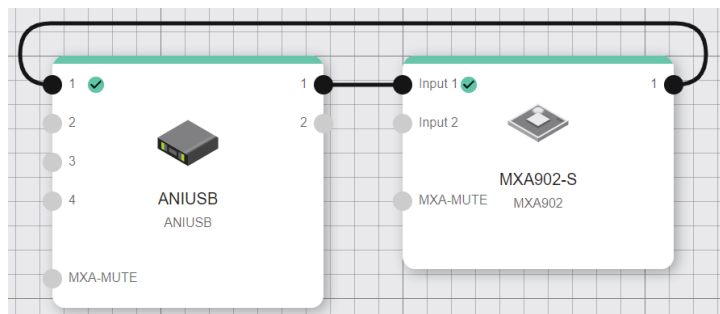 1
1
2
2
3
4
ANIUSB
ANIUSB
MXA-MUTE
Input 1
1
Input 2
MXA902-S
MXA-MUTE
MXA902